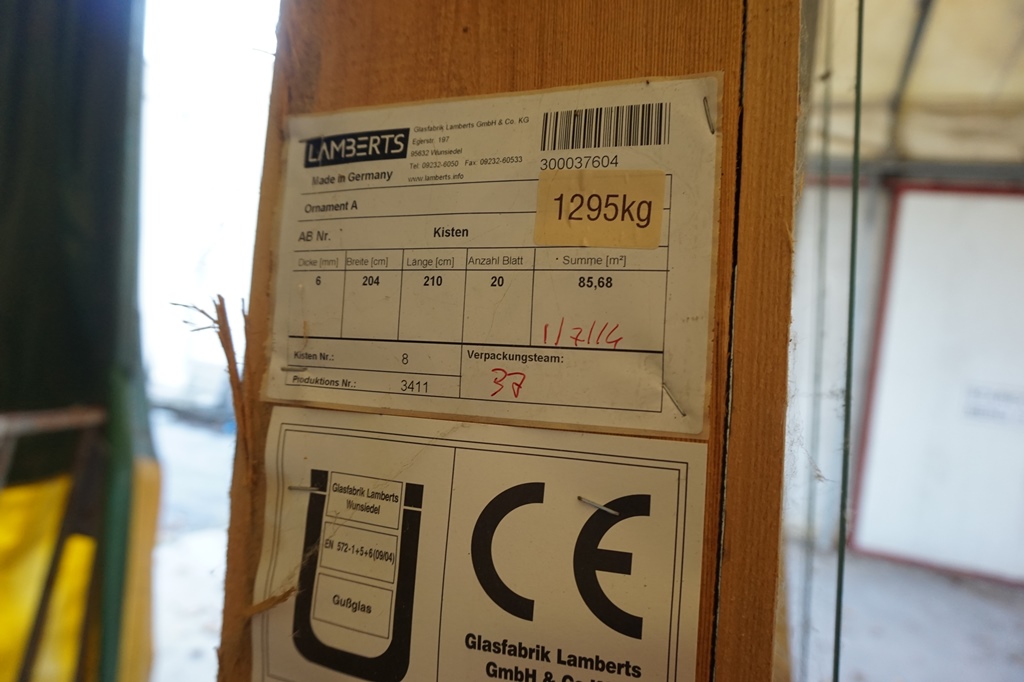 LAMBERTS
Made in Germany
Glasfabrik Lamberts GmbH & Co. KG
Egerstr. 197
95632 Wunsiedel
Tel: 09232-6050 Fax: 09232-60533
www.lamberts.info
300037604
Ornament A
1295kg
AB Nr. Kisten
Dicke [mm] Breite [cm] Länge [cm] Anzahl Blatt Summe [m²]
6 204 210 20 85,68
1/7/14
Kisten Nr.: 8 Verpackungsteam:
Produktions Nr.: 3411 37
Glasfabrik Lamberts
Wunsiedel
EN 572-1+5+6(09/04)
Gußglas
CE
Glasfabrik Lamberts
GmbH & Co.